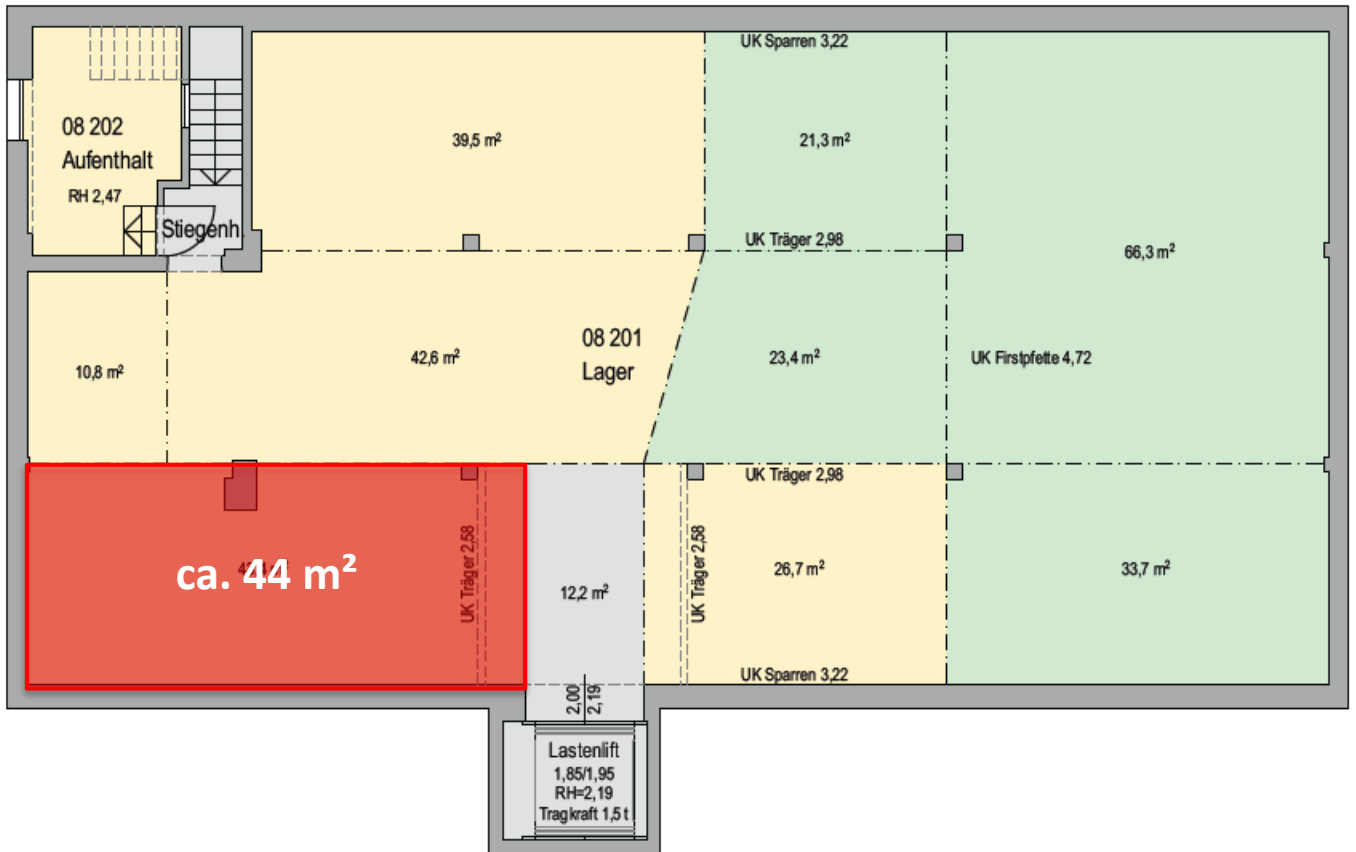 UK Sparren 3,22
08 202
Aufenthalt
RH 2,47
39,5 m²
21,3 m²
Stiegenh.
UK Träger 2,98
66,3 m²
08 201
Lager
10,8 m²
42,6 m²
23,4 m²
UK Firstpfette 4,72
UK Träger 2,98
ca. 44 m²
UK Träger 2,58
12,2 m²
UK Träger 2,58
26,7 m²
33,7 m²
UK Sparren 3,22
2,00
2,19
Lastenlift
1,85/1,95
RH=2,19
Tragkraft 1,5 t